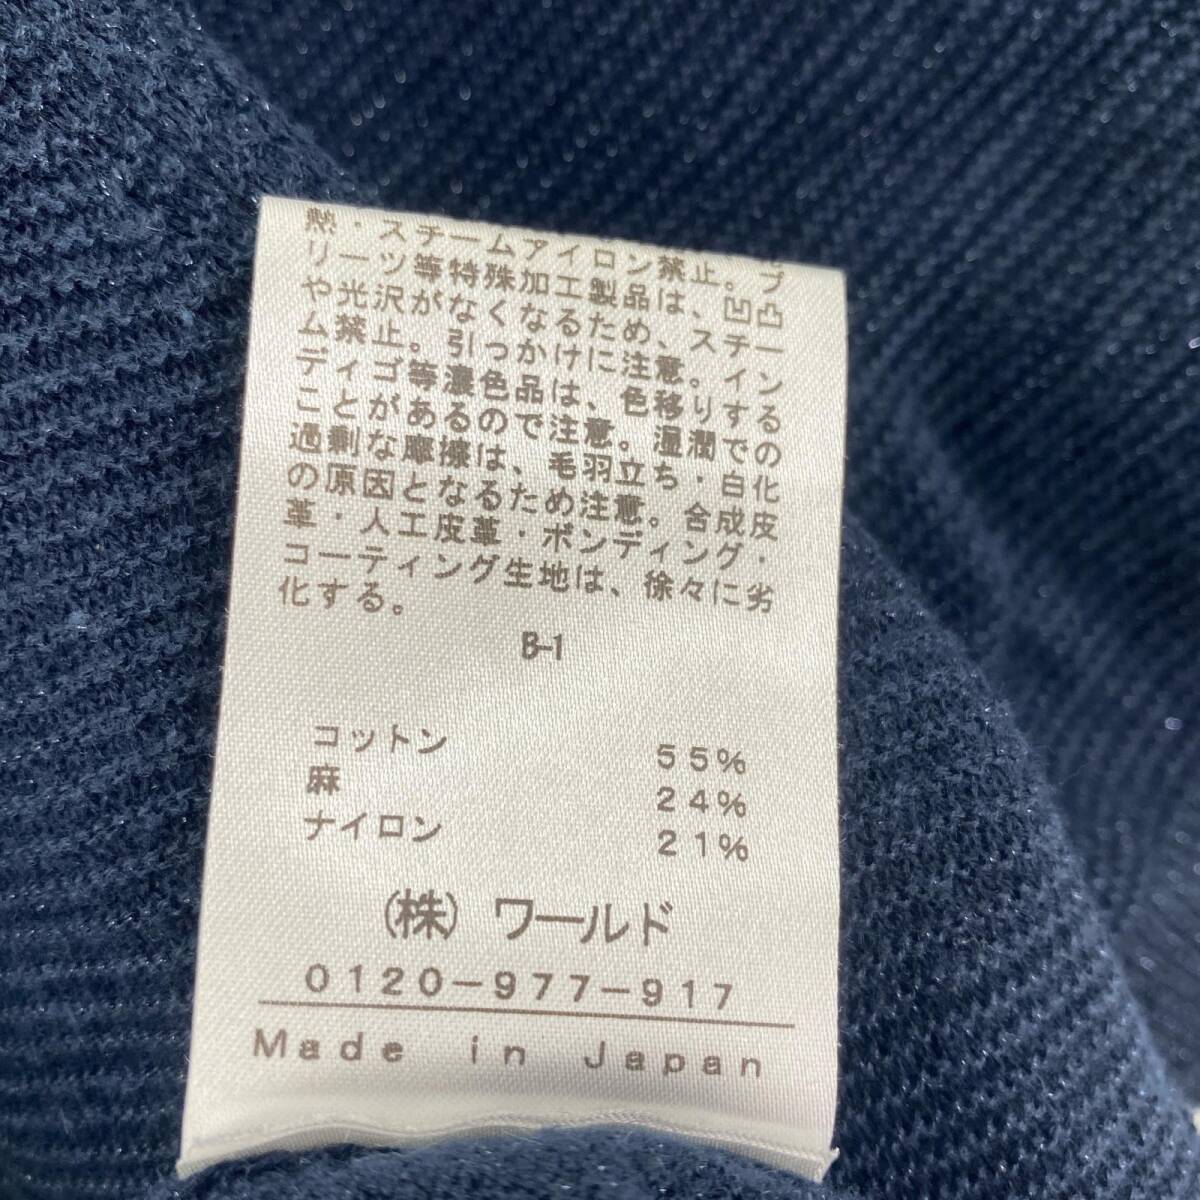 熱・スチームアイロン禁止。プ
リーツ等特殊加工製品は、凹凸
や光沢がなくなるため、スチー
ム禁止。引っかけに注意。イン
ディゴ等濃色品は、色移りする
ことがあるので注意。湿潤での
過剰な摩擦は、毛羽立ち・白化
の原因となるため注意。合成皮
革・人工皮革・ボンディング・
コーティング生地は、徐々に劣
化する。
B-1
コットン 55%
麻 24%
ナイロン 21%
(株)ワールド
0120-977-917
Made in Japan